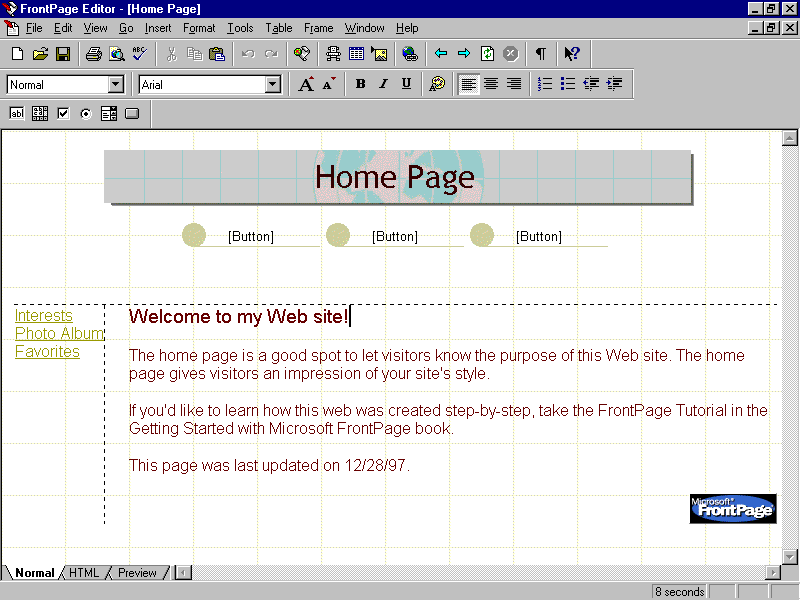 FrontPage Editor - [Home Page]
File Edit View Go Insert Format Tools Table Frame Window Help
ABC
Normal Arial A A B I U
abl
Home Page
[Button] [Button] [Button]
Interests
Photo Album
Favorites
Welcome to my Web site!
The home page is a good spot to let visitors know the purpose of this Web site. The home
page gives visitors an impression of your site's style.
If you'd like to learn how this web was created step-by-step, take the FrontPage Tutorial in the
Getting Started with Microsoft FrontPage book.
This page was last updated on 12/28/97.
Microsoft
FrontPage
Normal HTML Preview
8 seconds